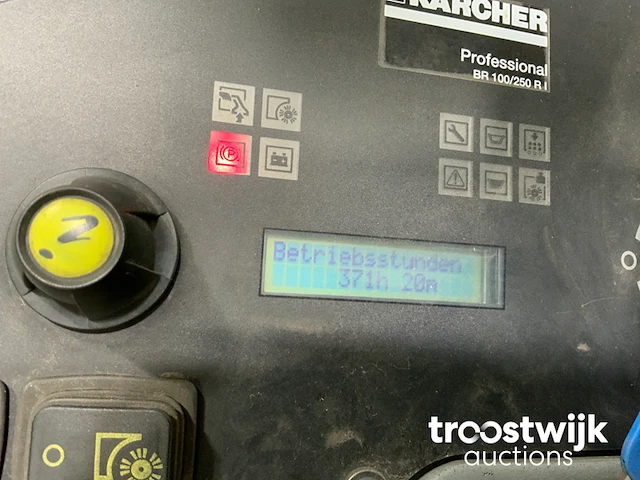 KÄRCHER
Professional
BR 100/250 R I
Betriebsstunden
371h 20m
troostwijk
auctions